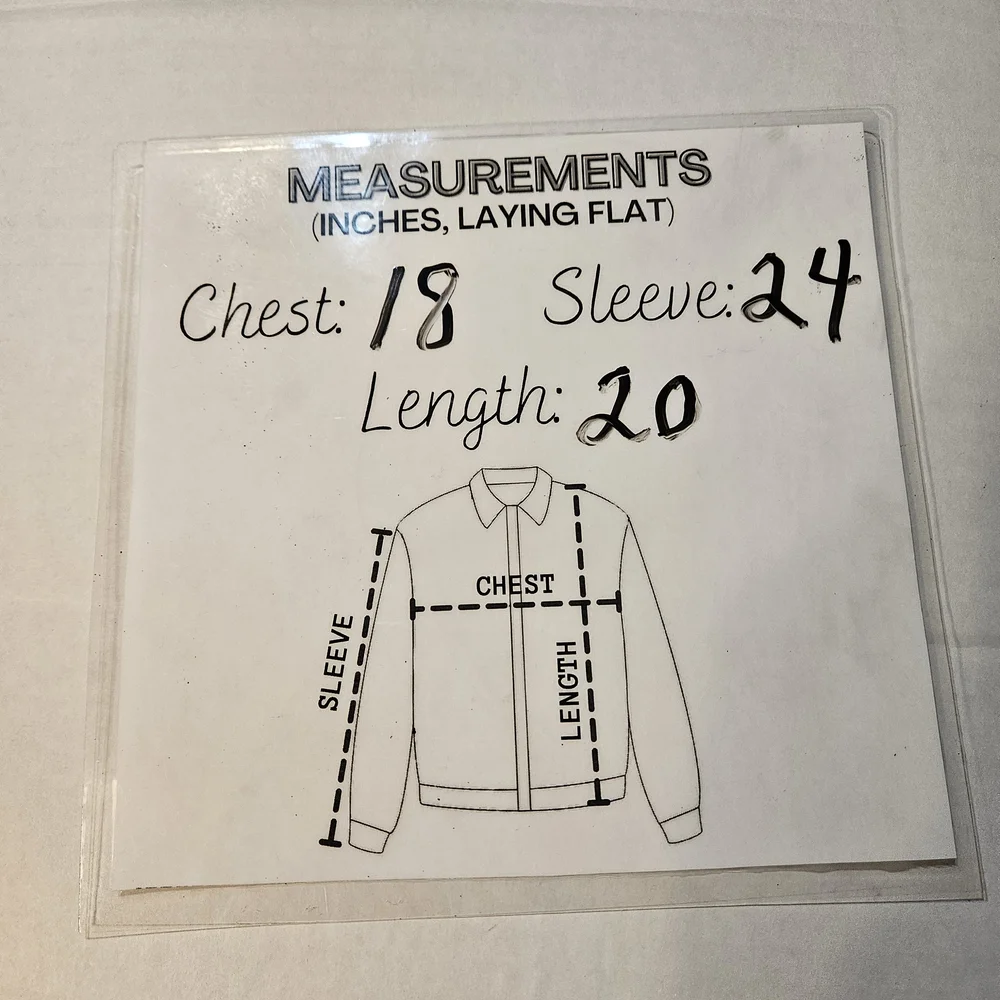 MEASUREMENTS
(INCHES, LAYING FLAT)
Chest: 18 Sleeve: 24
Length: 20
CHEST
SLEEVE
LENGTH